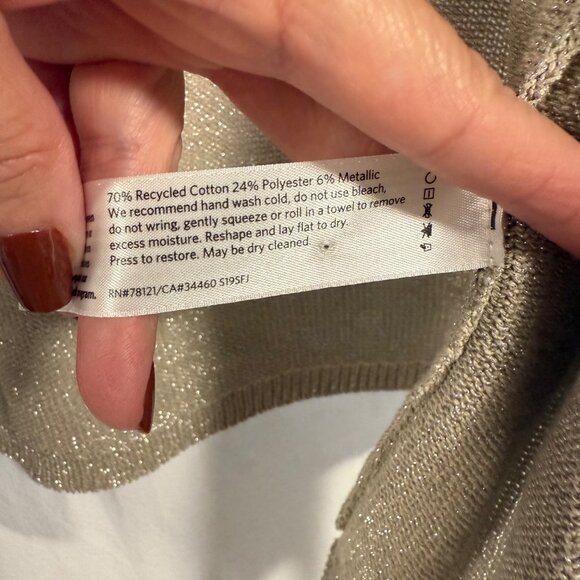 70% Recycled Cotton 24% Polyester 6% Metallic
We recommend hand wash cold, do not use bleach,
do not wring, gently squeeze or roll in a towel to remove
excess moisture. Reshape and lay flat to dry.
Press to restore. May be dry cleaned
RN#78121/CA#34460 S19SFJ